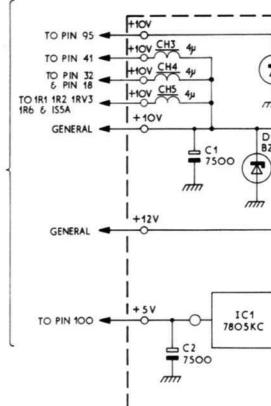 +10V
TO PIN 95
+10V CH3 4μ
TO PIN 41
+10V CH4 4μ
TO PIN 32
& PIN 18
+10V CH5 4μ
TO 1R1 1R2 1RV3
1R6 & IS5A
+10V
GENERAL
C1
7500
D
B2
+12V
GENERAL
+5V
TO PIN 100
IC1
7805KC
C2
7500